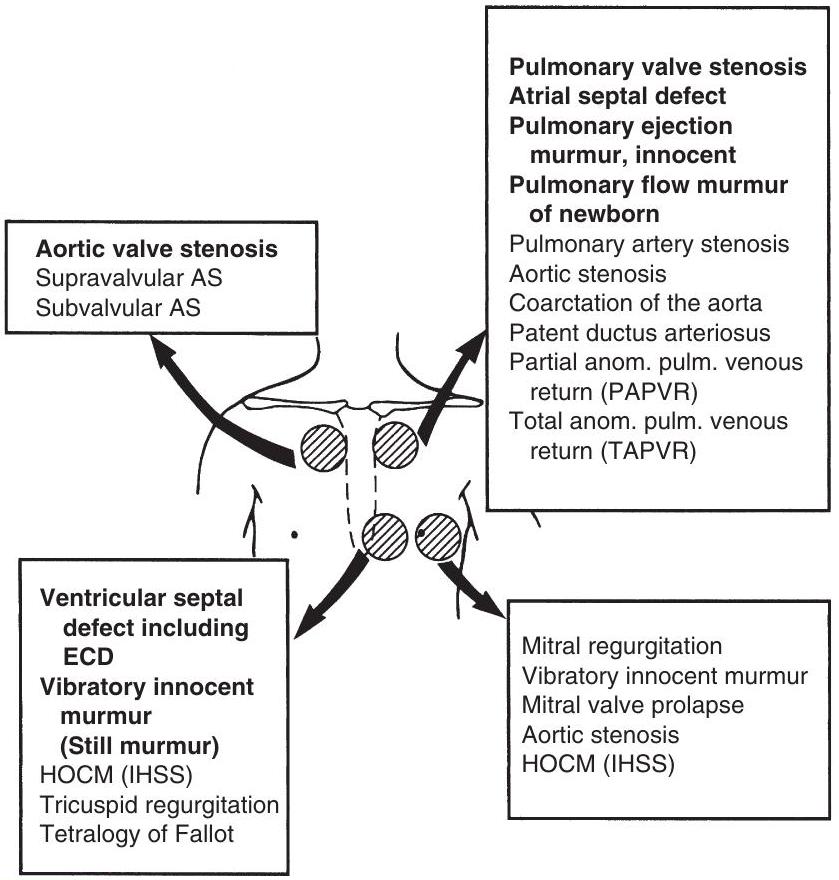 Pulmonary valve stenosis
Atrial septal defect
Pulmonary ejection
murmur, innocent
Pulmonary flow murmur
of newborn
Pulmonary artery stenosis
Aortic stenosis
Coarctation of the aorta
Patent ductus arteriosus
Partial anom. pulm. venous
return (PAPVR)
Total anom. pulm. venous
return (TAPVR)
Aortic valve stenosis
Supravalvular AS
Subvalvular AS
Ventricular septal
defect including
ECD
Vibratory innocent
murmur
(Still murmur)
HOCM (IHSS)
Tricuspid regurgitation
Tetralogy of Fallot
Mitral regurgitation
Vibratory innocent murmur
Mitral valve prolapse
Aortic stenosis
HOCM (IHSS)